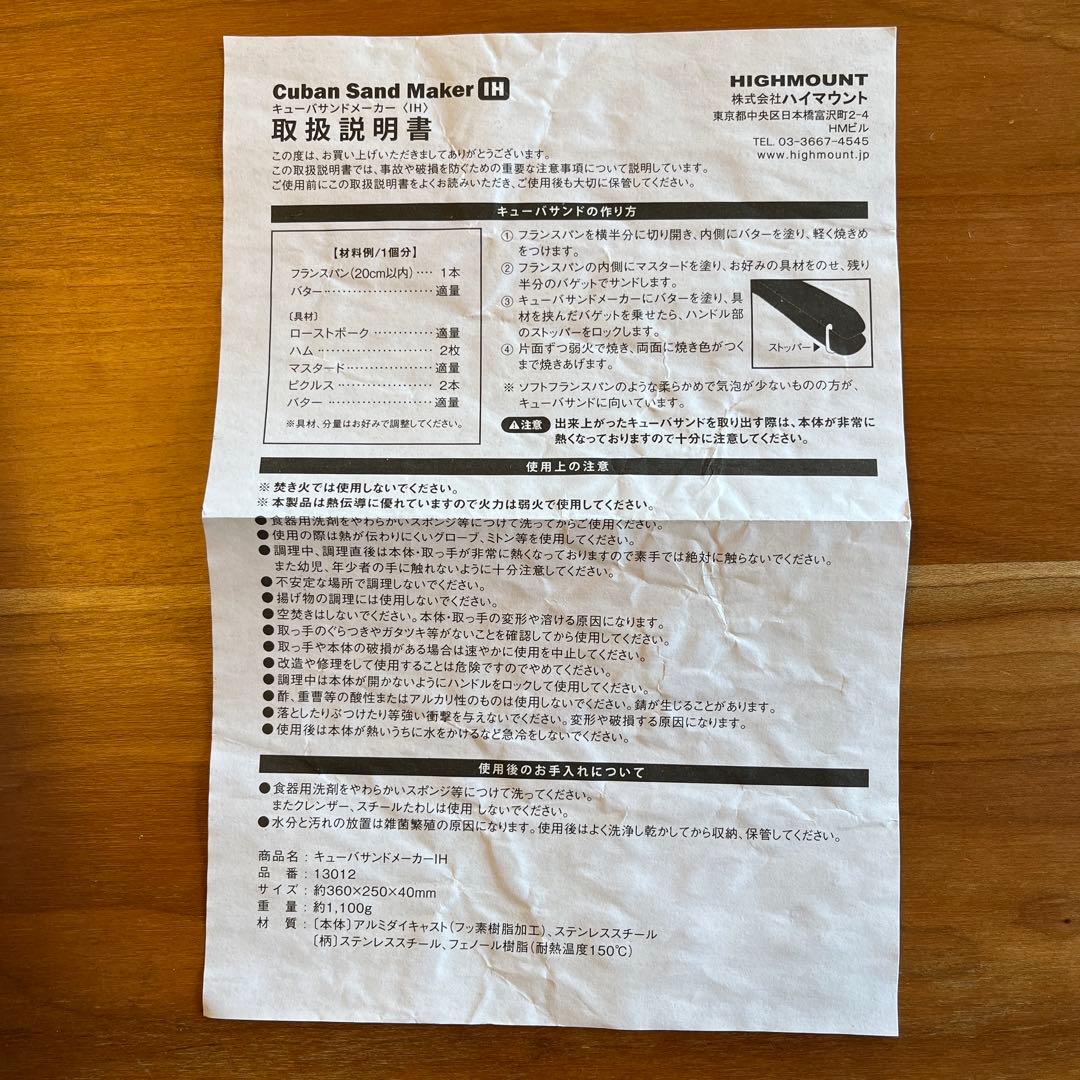 Cuban Sand Maker IH
キューバサンドメーカー〈IH〉
取扱説明書
HIGHMOUNT
株式会社ハイマウント
東京都中央区日本橋富沢町2-4
HMビル
TEL. 03-3667-4545
www.highmount.jp
この度は、お買い上げいただきましてありがとうございます。
この取扱説明書では、事故や破損を防ぐための重要な注意事項について説明しています。
ご使用前にこの取扱説明書をよくお読みいただき、ご使用後も大切に保管してください。
キューバサンドの作り方
【材料例/1個分】
フランスパン(20cm以内)‥‥ 1本
バター‥‥‥‥‥‥‥‥‥‥適量
〔具材〕
ローストポーク‥‥‥‥‥‥適量
ハム‥‥‥‥‥‥‥‥‥‥‥2枚
マスタード‥‥‥‥‥‥‥‥適量
ピクルス‥‥‥‥‥‥‥‥‥2本
バター‥‥‥‥‥‥‥‥‥‥適量
※具材、分量はお好みで調整してください。
① フランスパンを横半分に切り開き、内側にバターを塗り、軽く焼きめ
をつけます。
② フランスパンの内側にマスタードを塗り、お好みの具材をのせ、残り
半分のバゲットでサンドします。
③ キューバサンドメーカーにバターを塗り、具
材を挟んだバゲットを乗せたら、ハンドル部
のストッパーをロックします。
④ 片面ずつ弱火で焼き、両面に焼き色がつく
まで焼きあげます。
ストッパー▶
※ ソフトフランスパンのような柔らかめで気泡が少ないものの方が、
キューバサンドに向いています。
⚠注意 出来上がったキューバサンドを取り出す際は、本体が非常に
熱くなっておりますので十分に注意してください。
使用上の注意
※ 焚き火では使用しないでください。
※ 本製品は熱伝導に優れていますので火力は弱火で使用してください。
● 食器用洗剤をやわらかいスポンジ等につけて洗ってからご使用ください。
● 使用の際は熱が伝わりにくいグローブ、ミトン等を使用してください。
● 調理中、調理直後は本体・取っ手が非常に熱くなっておりますので素手では絶対に触らないでください。
また幼児、年少者の手に触れないように十分注意してください。
● 不安定な場所で調理しないでください。
● 揚げ物の調理には使用しないでください。
● 空焚きはしないでください。本体・取っ手の変形や溶ける原因になります。
● 取っ手のぐらつきやガタツキ等がないことを確認してから使用してください。
● 取っ手や本体の破損がある場合は速やかに使用を中止してください。
● 改造や修理をして使用することは危険ですのでやめてください。
● 調理中は本体が開かないようにハンドルをロックして使用してください。
● 酢、重曹等の酸性またはアルカリ性のものは使用しないでください。錆が生じることがあります。
● 落としたりぶつけたり等強い衝撃を与えないでください。変形や破損する原因になります。
● 使用後は本体が熱いうちに水をかけるなど急冷をしないでください。
使用後のお手入れについて
● 食器用洗剤をやわらかいスポンジ等につけて洗ってください。
またクレンザー、スチールたわしは使用 しないでください。
● 水分と汚れの放置は雑菌繁殖の原因になります。使用後はよく洗浄し乾かしてから収納、保管してください。
商品名：キューバサンドメーカーIH
品 番：13012
サイズ：約360×250×40mm
重 量：約1,100g
材 質：〔本体〕アルミダイキャスト(フッ素樹脂加工)、ステンレススチール
〔柄〕ステンレススチール、フェノール樹脂(耐熱温度150℃)